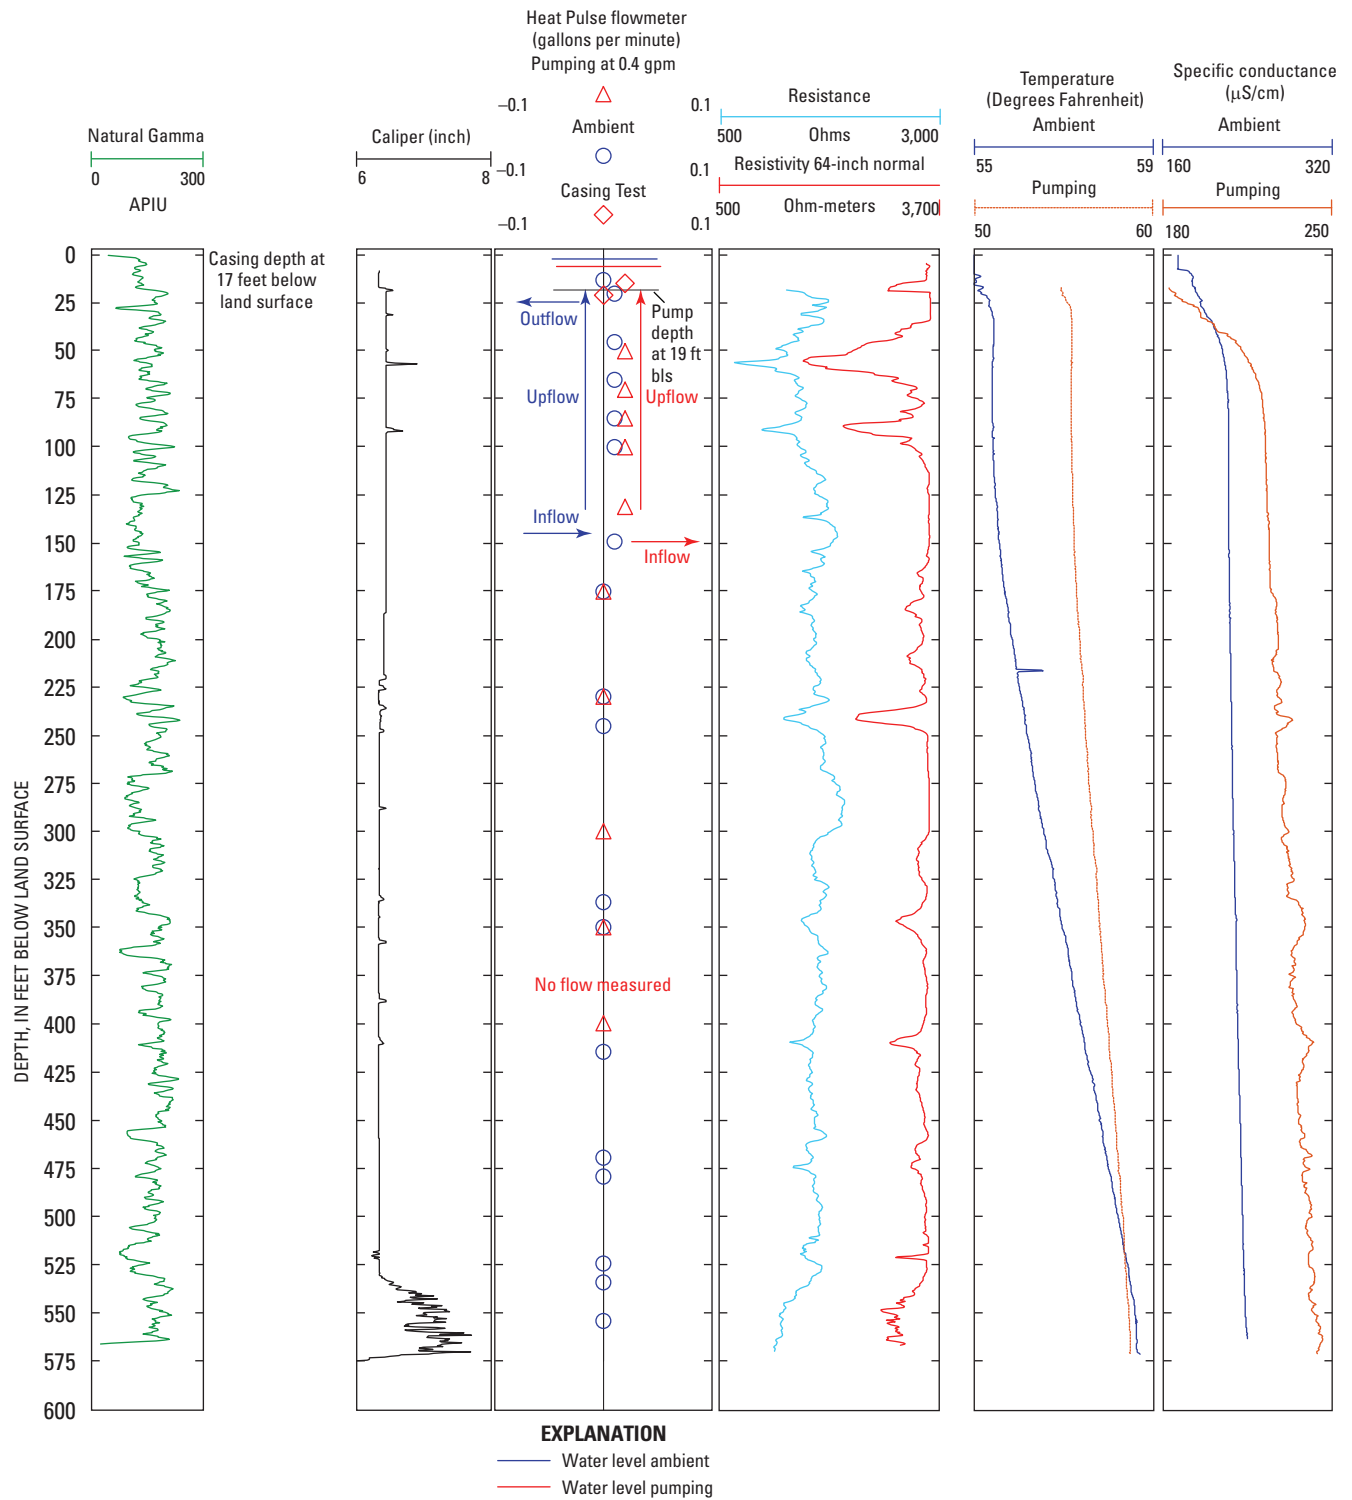 Heat Pulse flowmeter
(gallons per minute)
Pumping at 0.4 gpm
–0.1 0.1
Ambient
–0.1 0.1
Casing Test
–0.1 0.1
Natural Gamma
0 300
APIU
Caliper (inch)
6 8
Resistance
500 Ohms 3,000
Resistivity 64-inch normal
500 Ohm-meters 3,700
Temperature
(Degrees Fahrenheit)
Ambient
55 59
Pumping
50 60
Specific conductance
(µS/cm)
Ambient
160 320
Pumping
180 250
DEPTH, IN FEET BELOW LAND SURFACE
0
25
50
75
100
125
150
175
200
225
250
275
300
325
350
375
400
425
450
475
500
525
550
575
600
Casing depth at
17 feet below
land surface
Outflow
Pump
depth
at 19 ft
bls
Upflow
Upflow
Inflow
Inflow
No flow measured
EXPLANATION
Water level ambient
Water level pumping